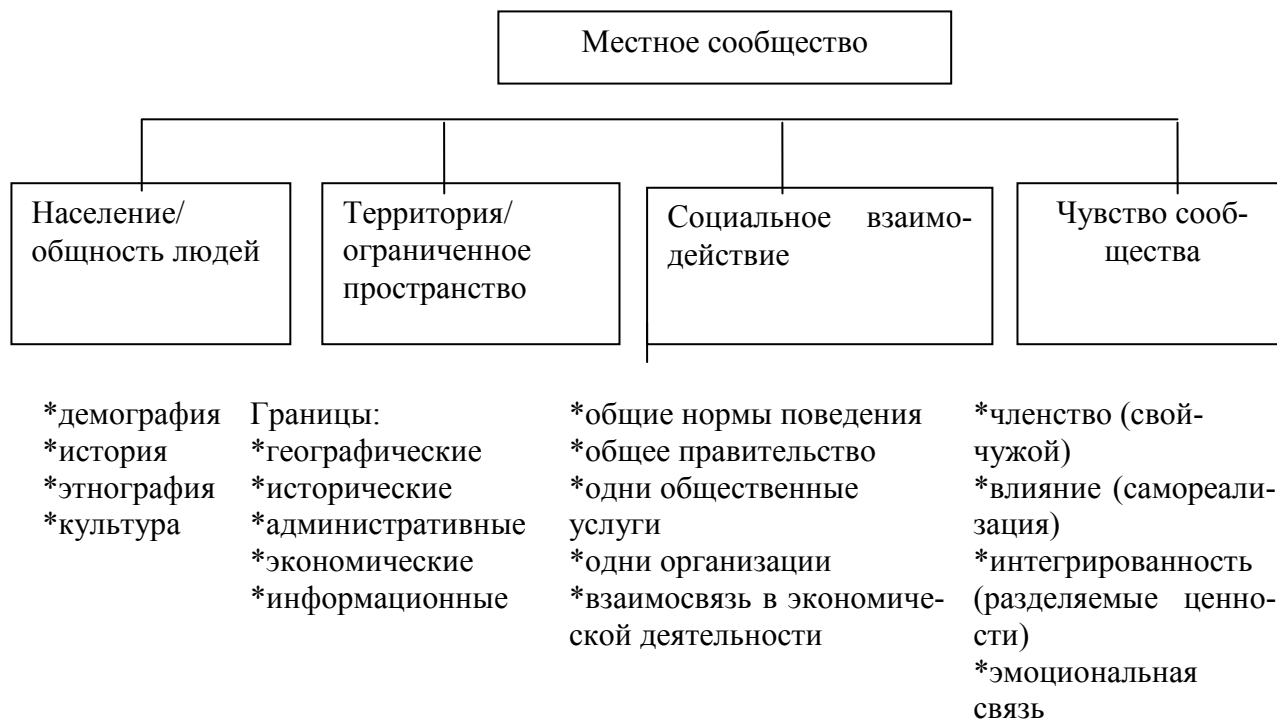 Местное сообщество
Население/
общность людей
Территория/
ограниченное
пространство
Социальное взаимо-
действие
Чувство сооб-
щества
*демография
*история
*этнография
*культура
Границы:
*географические
*исторические
*административные
*экономические
*информационные
*общие нормы поведения
*общее правительство
*одни общественные
услуги
*одни организации
*взаимосвязь в экономиче-
ской деятельности
*членство (свой-
чужой)
*влияние (самореали-
зация)
*интегрированность
(разделяемые ценно-
сти)
*эмоциональная
связь